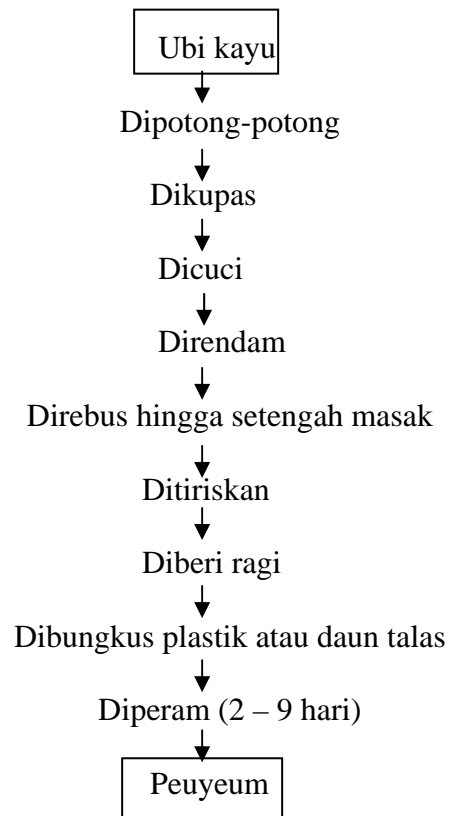 Ubi kayu
Dipotong-potong
Dikupas
Dicuci
Direndam
Direbus hingga setengah masak
Ditiriskan
Diberi ragi
Dibungkus plastik atau daun talas
Diperam (2 – 9 hari)
Peuyeum